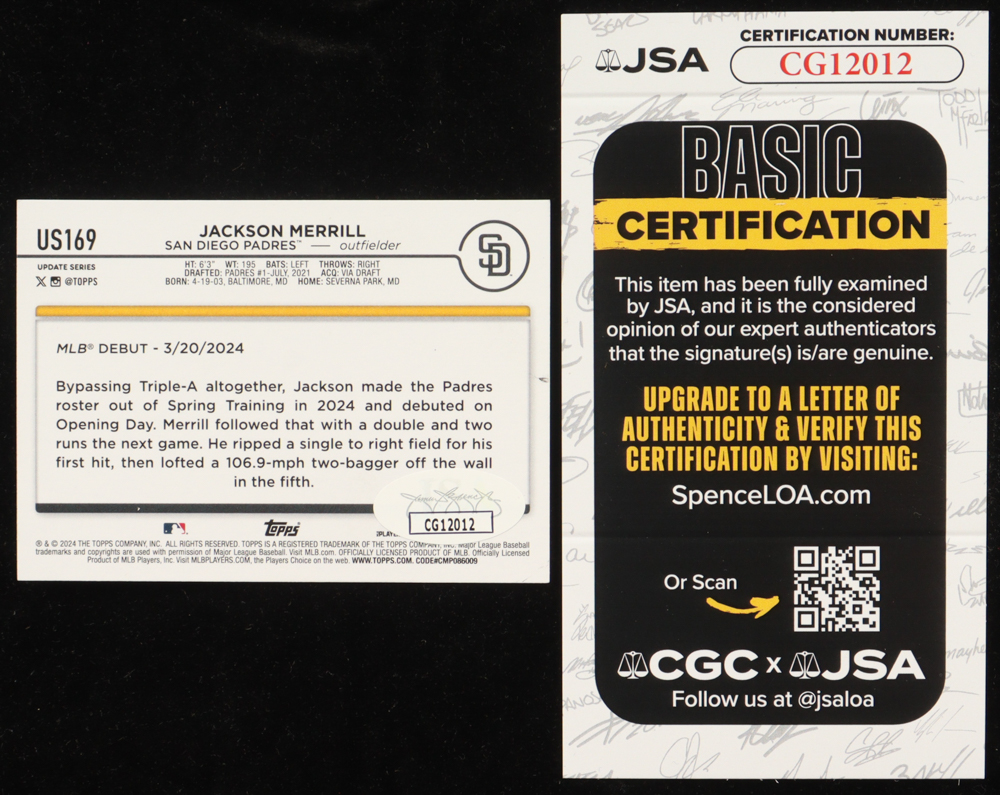 US169
UPDATE SERIES
@TOPPS
JACKSON MERRILL
SAN DIEGO PADRES™ — outfielder
HT: 6'3" WT: 195 BATS: LEFT THROWS: RIGHT
DRAFTED: PADRES #1-JULY, 2021 ACQ: VIA DRAFT
BORN: 4-19-03, BALTIMORE, MD HOME: SEVERNA PARK, MD
SD
MLB® DEBUT - 3/20/2024
Bypassing Triple-A altogether, Jackson made the Padres
roster out of Spring Training in 2024 and debuted on
Opening Day. Merrill followed that with a double and two
runs the next game. He ripped a single to right field for his
first hit, then lofted a 106.9-mph two-bagger off the wall
in the fifth.
topps
CG12012
® & © 2024 THE TOPPS COMPANY, INC. ALL RIGHTS RESERVED. TOPPS IS A REGISTERED TRADEMARK OF THE TOPPS COMPANY, INC. Major League Baseball
trademarks and copyrights are used with permission of Major League Baseball. Visit MLB.com. OFFICIALLY LICENSED PRODUCT OF MLB. Officially Licensed
Product of MLB Players, Inc. Visit MLBPLAYERS.COM, the Players Choice on the web. WWW.TOPPS.COM. CODE#CMP086009
JSA
CERTIFICATION NUMBER:
CG12012
BASIC
CERTIFICATION
This item has been fully examined
by JSA, and it is the considered
opinion of our expert authenticators
that the signature(s) is/are genuine.
UPGRADE TO A LETTER OF
AUTHENTICITY & VERIFY THIS
CERTIFICATION BY VISITING:
SpenceLOA.com
Or Scan
CGC x JSA
Follow us at @jsaloa